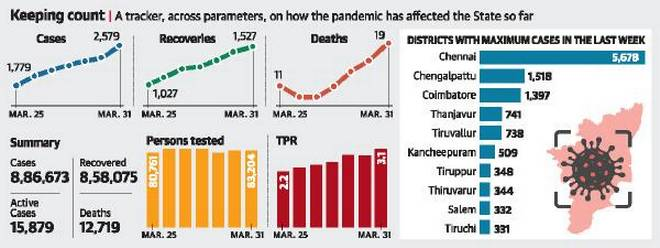 Keeping count | A tracker, across parameters, on how the pandemic has affected the State so far
Cases
2,579
1,779
MAR. 25 MAR. 31
Recoveries
1,527
1,027
MAR. 25 MAR. 31
Deaths
19
11
MAR. 25 MAR. 31
Summary
Cases
8,86,673
Recovered
8,58,075
Active
Cases
15,879
Deaths
12,719
Persons tested
80,761
83,204
MAR. 25 MAR. 31
TPR
2.2
3.1
MAR. 25 MAR. 31
DISTRICTS WITH MAXIMUM CASES IN THE LAST WEEK
Chennai 5,678
Chengalpattu 1,518
Coimbatore 1,397
Thanjavur 741
Tiruvallur 738
Kancheepuram 509
Tiruppur 348
Thiruvarur 344
Salem 332
Tiruchi 331